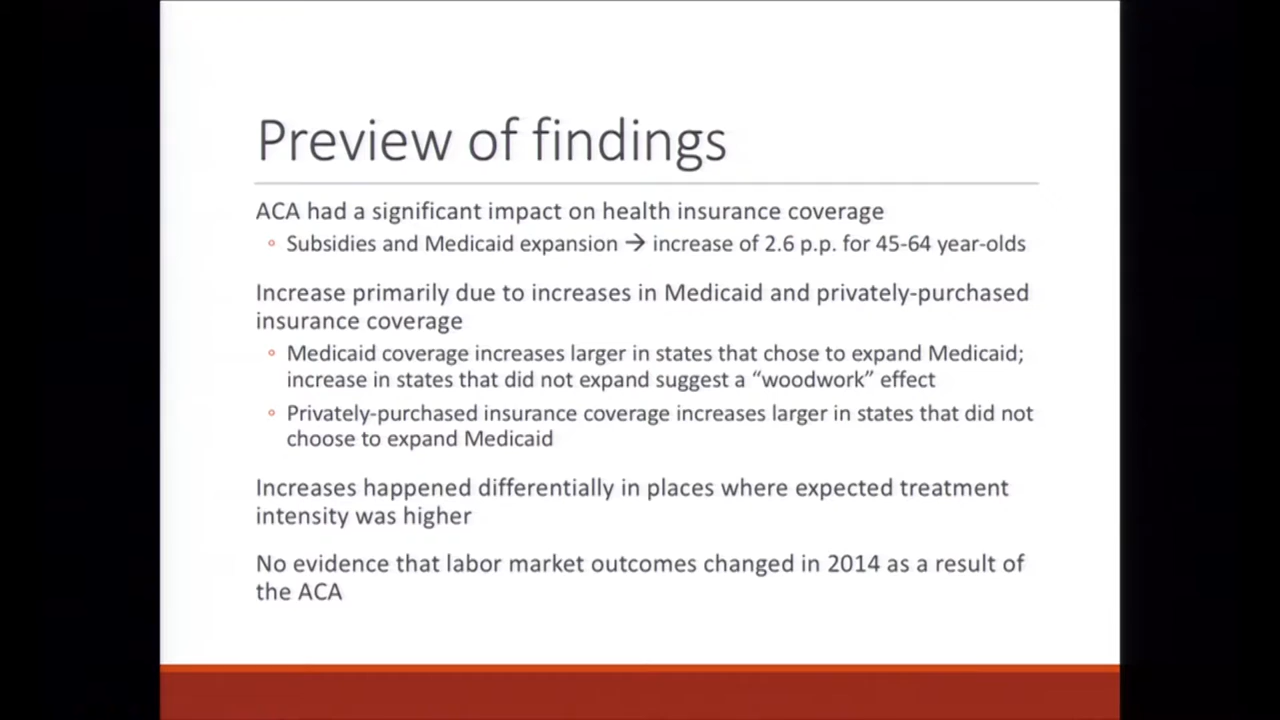 Preview of findings
ACA had a significant impact on health insurance coverage
◦ Subsidies and Medicaid expansion → increase of 2.6 p.p. for 45-64 year-olds
Increase primarily due to increases in Medicaid and privately-purchased
insurance coverage
◦ Medicaid coverage increases larger in states that chose to expand Medicaid;
increase in states that did not expand suggest a “woodwork” effect
◦ Privately-purchased insurance coverage increases larger in states that did not
choose to expand Medicaid
Increases happened differentially in places where expected treatment
intensity was higher
No evidence that labor market outcomes changed in 2014 as a result of
the ACA